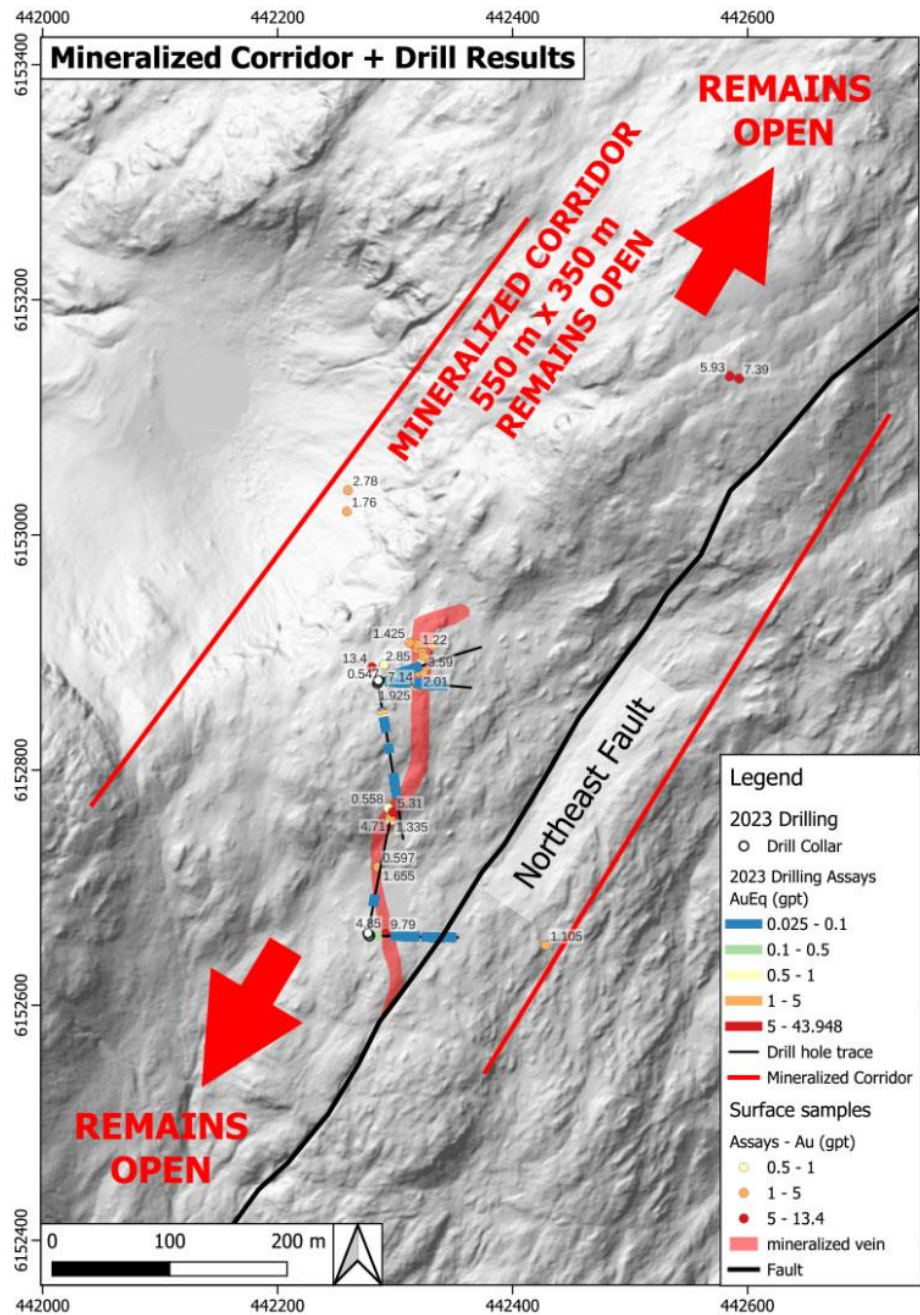 442000
442200
442400
442600
Mineralized Corridor + Drill Results
6153400
6153200
6153000
6152800
6152600
6152400
REMAINS
OPEN
MINERALIZED CORRIDOR
550 m X 350 m
REMAINS OPEN
5.93
7.39
2.78
1.76
1.425
1.22
13.4
2.85
3.59
0.547
7.14
2.01
1.925
0.558
5.31
4.71
1.335
0.597
1.655
4.85
9.79
1.105
Northeast Fault
REMAINS
OPEN
Legend
2023 Drilling
Drill Collar
2023 Drilling Assays
AuEq (gpt)
0.025 - 0.1
0.1 - 0.5
0.5 - 1
1 - 5
5 - 43.948
Drill hole trace
Mineralized Corridor
Surface samples
Assays - Au (gpt)
0.5 - 1
1 - 5
5 - 13.4
mineralized vein
Fault
0
100
200 m
442000
442200
442400
442600